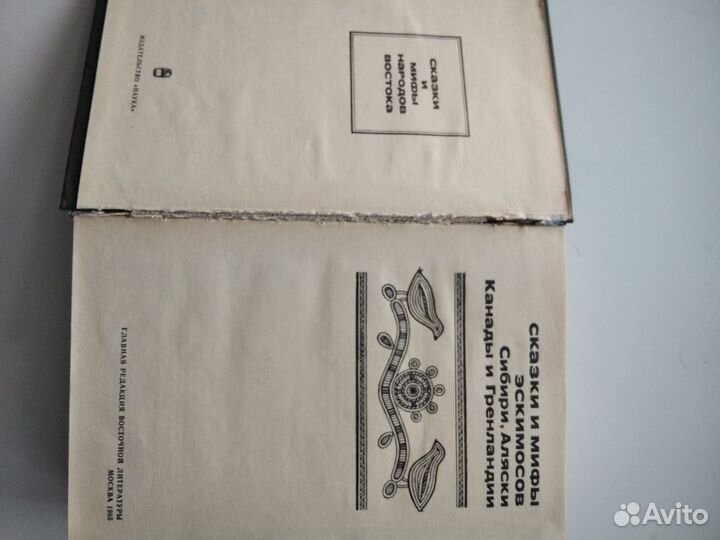 сказки
и
мифы
народов
востока
ИЗДАТЕЛЬСТВО «НАУКА»
сказки и мифы
эскимосов
Сибири, Аляски
Канады и Гренландии
ГЛАВНАЯ РЕДАКЦИЯ ВОСТОЧНОЙ ЛИТЕРАТУРЫ
МОСКВА 1985
Avito